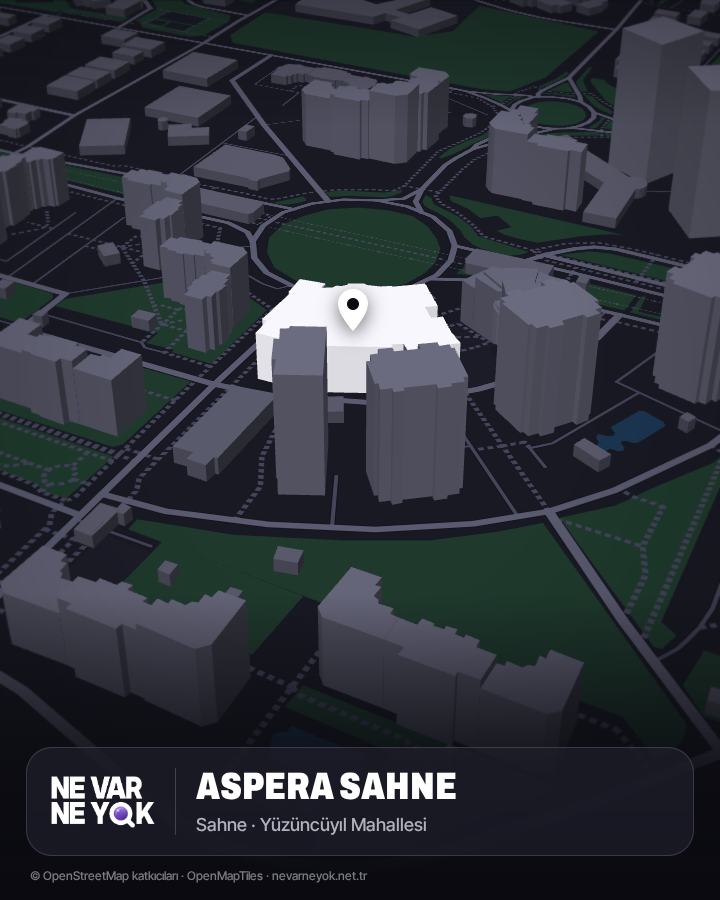 NE VAR
NE YOK
ASPERA SAHNE
Sahne · Yüzüncüyıl Mahallesi
© OpenStreetMap katkıcıları · OpenMapTiles · nevarneyok.net.tr